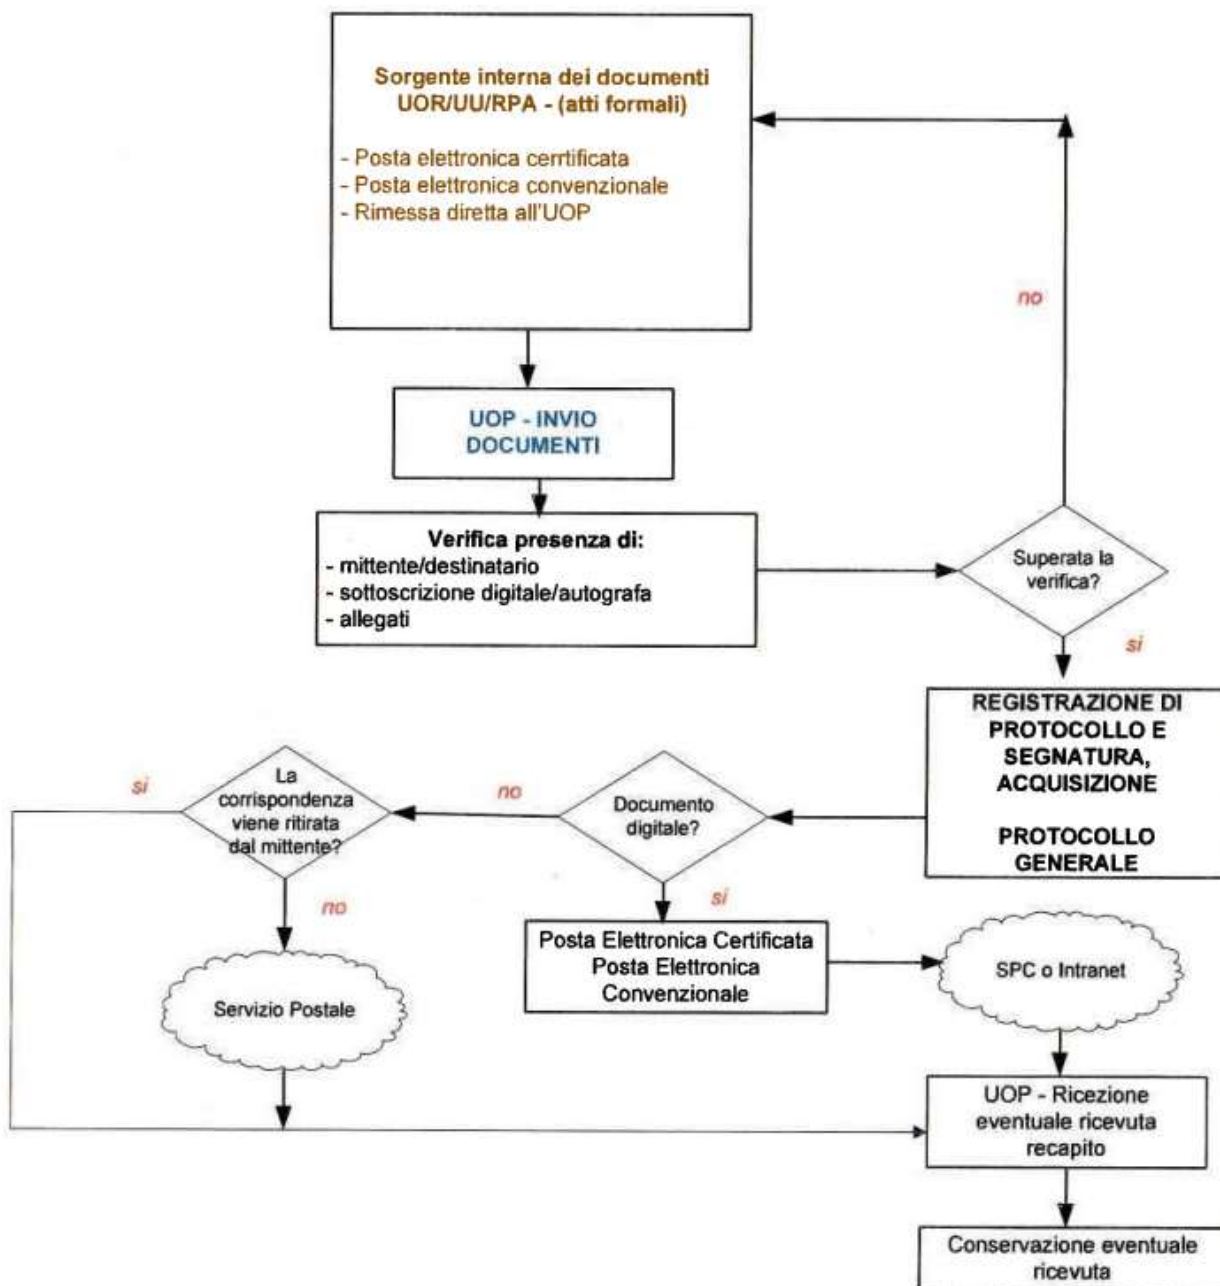 Sorgente interna dei documenti
UOR/UU/RPA - (atti formali)
- Posta elettronica cerrtificata
- Posta elettronica convenzionale
- Rimessa diretta all'UOP
no
UOP - INVIO
DOCUMENTI
Verifica presenza di:
- mittente/destinatario
- sottoscrizione digitale/autografa
- allegati
Superata la
verifica?
si
REGISTRAZIONE DI
PROTOCOLLO E
SEGNATURA,
ACQUISIZIONE
PROTOCOLLO
GENERALE
Documento
digitale?
no
si
La
corrispondenza
viene ritirata
dal mittente?
si
no
Servizio Postale
Posta Elettronica Certificata
Posta Elettronica
Convenzionale
SPC o Intranet
UOP - Ricezione
eventuale ricevuta
recapito
Conservazione eventuale
ricevuta